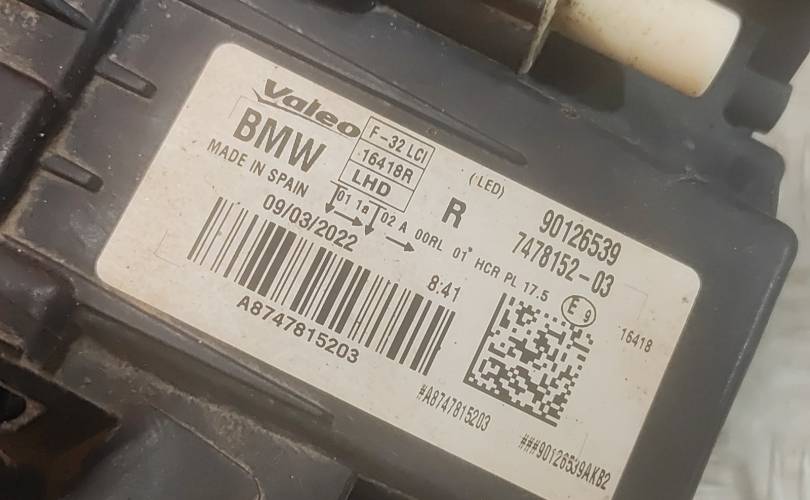 Valeo
BMW
MADE IN SPAIN
F-32 LCI
16418R
LHD
(LED)
R
90126539
7478152-03
01 1a 02 A 00RL 01 HCR PL 17.5
E 9
09/03/2022
8:41
A8747815203
16418
#A8747815203
###90126539AKB2